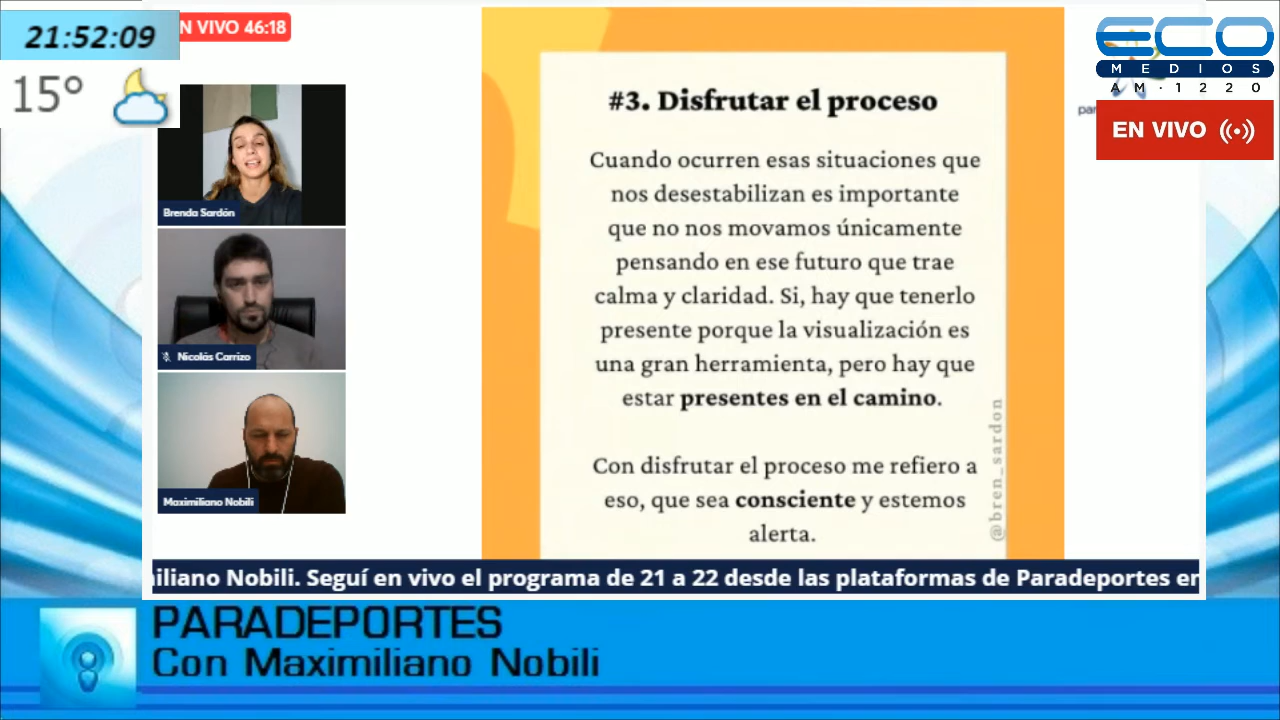 21:52:09
N VIVO 46:18
15°
ECO
MEDIOS
AM·1220
EN VIVO
#3. Disfrutar el proceso
Cuando ocurren esas situaciones que
nos desestabilizan es importante
que no nos movamos únicamente
pensando en ese futuro que trae
calma y claridad. Si, hay que tenerlo
presente porque la visualización es
una gran herramienta, pero hay que
estar presentes en el camino.
Con disfrutar el proceso me refiero a
eso, que sea consciente y estemos
alerta.
@bren_sardon
Brenda Sardón
Nicolás Carrizo
Maximiliano Nobili
iliano Nobili. Seguí en vivo el programa de 21 a 22 desde las plataformas de Paradeportes en
PARADEPORTES
Con Maximiliano Nobili